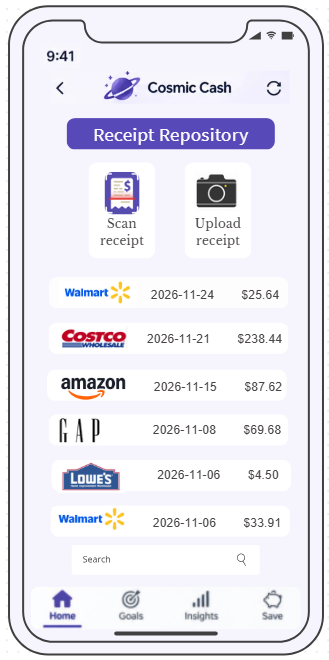 9:41
Cosmic Cash
Receipt Repository
$
Scan
receipt
Upload
receipt
Walmart 2026-11-24 $25.64
COSTCO
WHOLESALE 2026-11-21 $238.44
amazon 2026-11-15 $87.62
GAP 2026-11-08 $69.68
LOWE'S 2026-11-06 $4.50
Walmart 2026-11-06 $33.91
Search
Home Goals Insights Save